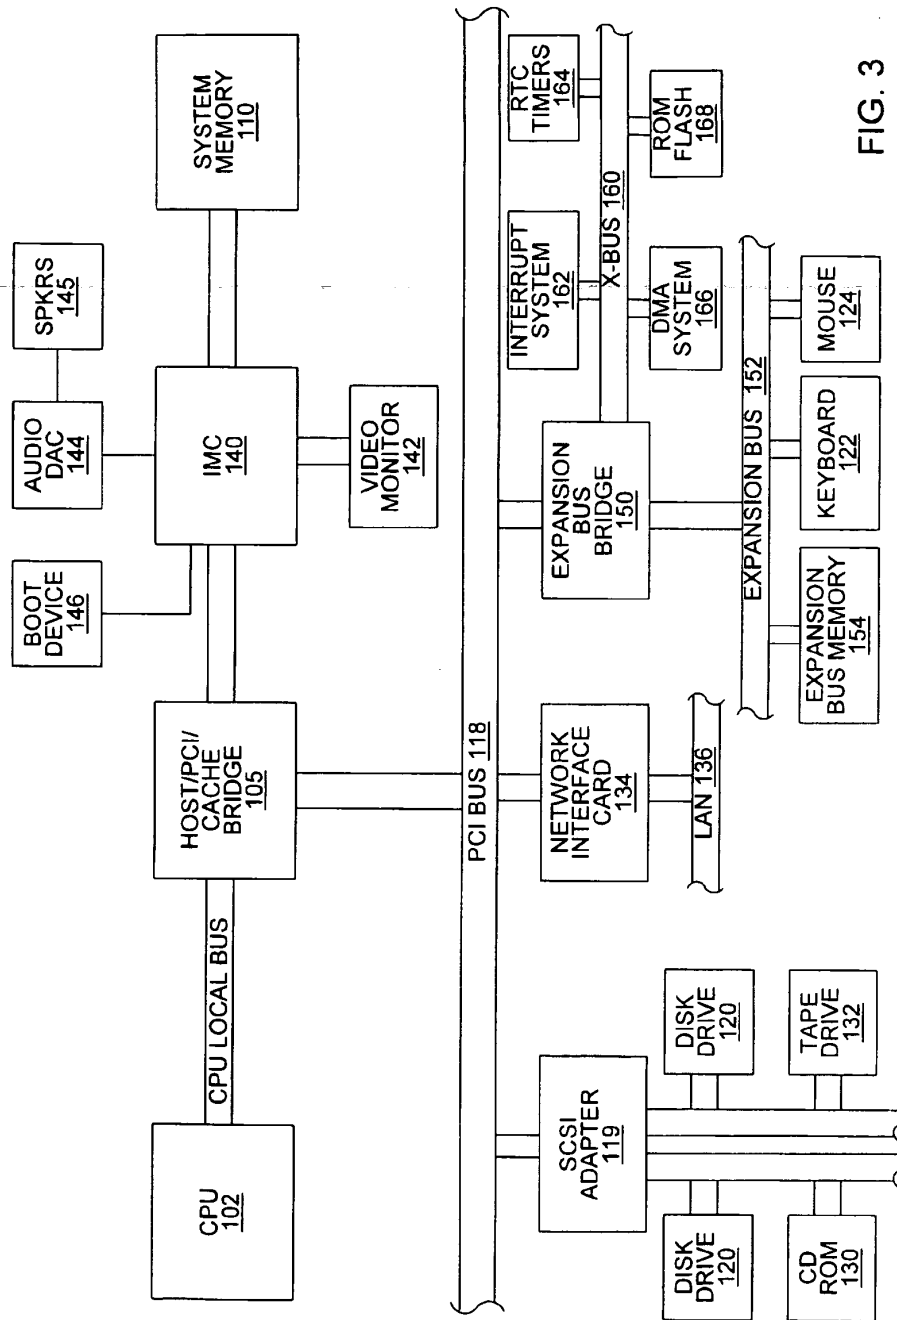 SPKRS
145
BOOT
DEVICE
146
AUDIO
DAC
144
CPU
102
CPU LOCAL BUS
HOST/PCI/
CACHE
BRIDGE
105
IMC
140
SYSTEM
MEMORY
110
VIDEO
MONITOR
142
PCI BUS 118
SCSI
ADAPTER
119
NETWORK
INTERFACE
CARD
134
EXPANSION
BUS
BRIDGE
150
INTERRUPT
SYSTEM
162
RTC
TIMERS
164
X-BUS 160
DMA
SYSTEM
166
ROM
FLASH
168
DISK
DRIVE
120
DISK
DRIVE
120
LAN 136
EXPANSION BUS 152
CD
ROM
130
TAPE
DRIVE
132
EXPANSION
BUS MEMORY
154
KEYBOARD
122
MOUSE
124
FIG. 3